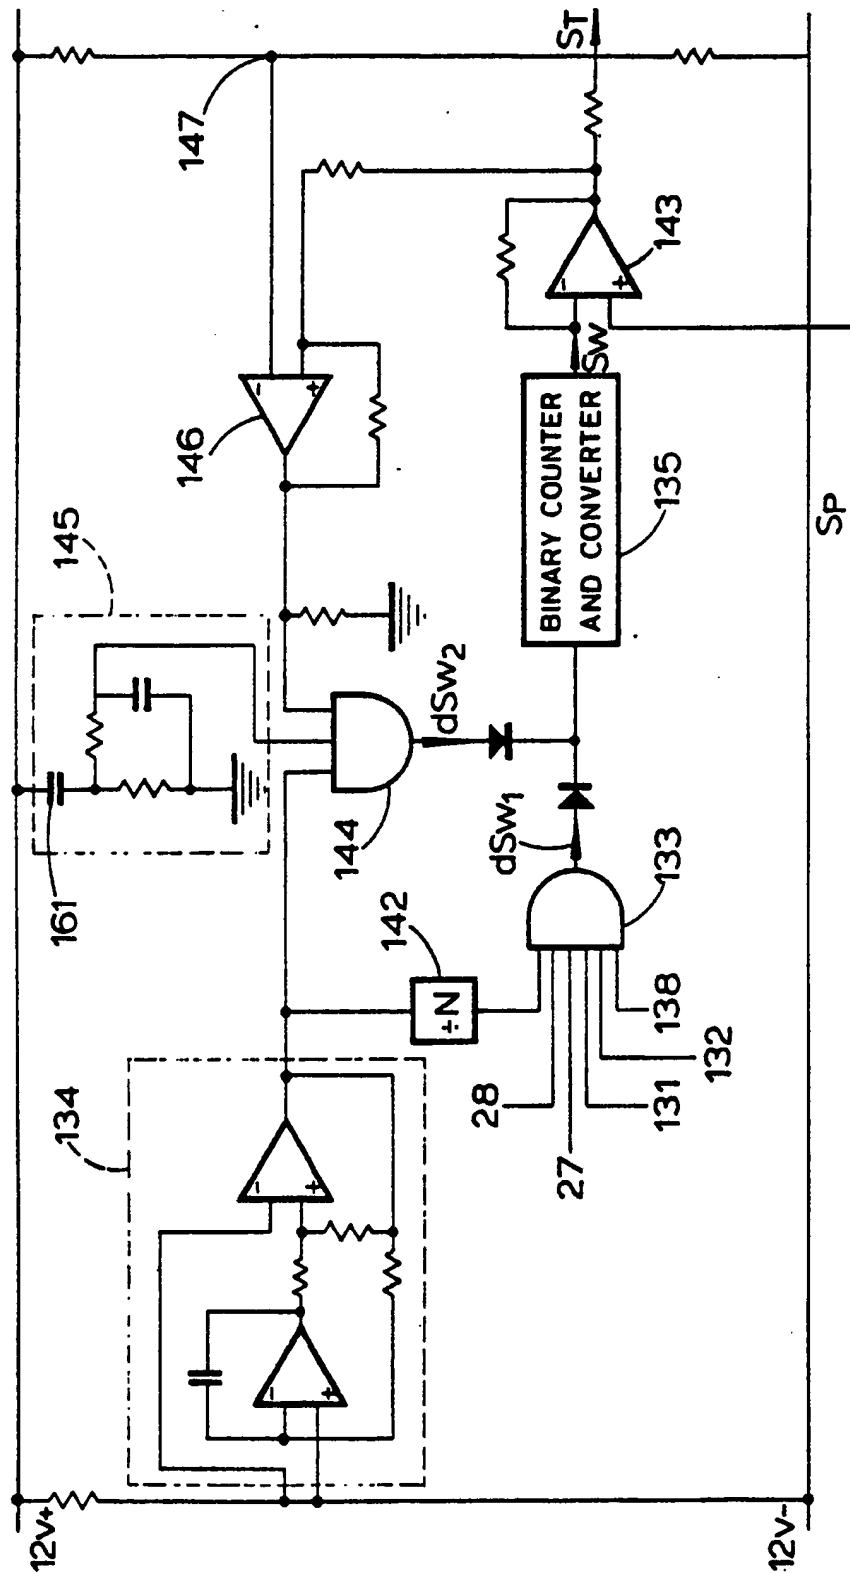 12v+
134
161
145
146
147
144
dSw2
142
÷N
28
27
131
132
138
133
dSw1
BINARY COUNTER
AND CONVERTER
135
Sw
143
ST
SP
12v-
-
+
-
+
-
+
-
+